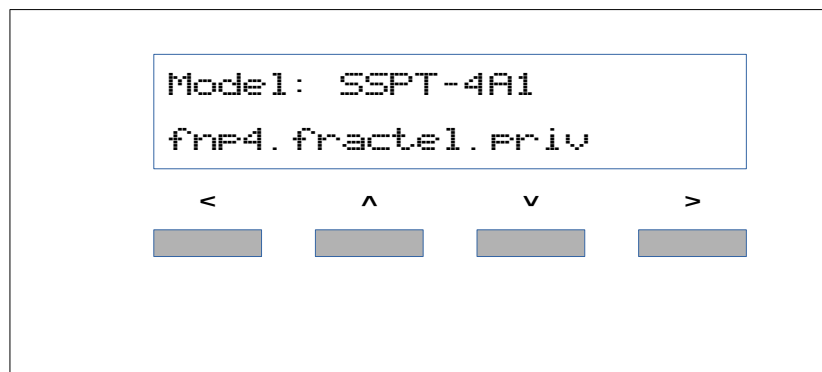 Model: SSPT-4A1
fnp4.fractel.priv
< ʌ v >